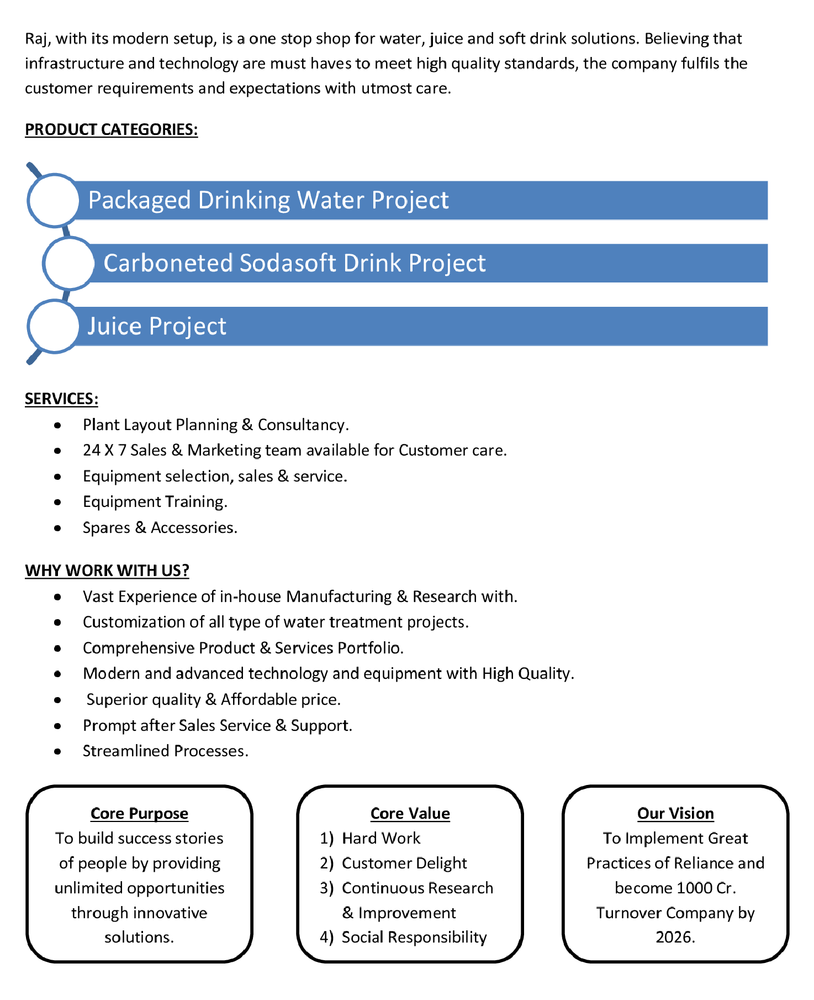 Raj, with its modern setup, is a one stop shop for water, juice and soft drink solutions. Believing that
infrastructure and technology are must haves to meet high quality standards, the company fulfils the
customer requirements and expectations with utmost care.
PRODUCT CATEGORIES:
Packaged Drinking Water Project
Carboneted Sodasoft Drink Project
Juice Project
SERVICES:
• Plant Layout Planning & Consultancy.
• 24 X 7 Sales & Marketing team available for Customer care.
• Equipment selection, sales & service.
• Equipment Training.
• Spares & Accessories.
WHY WORK WITH US?
• Vast Experience of in-house Manufacturing & Research with.
• Customization of all type of water treatment projects.
• Comprehensive Product & Services Portfolio.
• Modern and advanced technology and equipment with High Quality.
• Superior quality & Affordable price.
• Prompt after Sales Service & Support.
• Streamlined Processes.
Core Purpose
To build success stories
of people by providing
unlimited opportunities
through innovative
solutions.
Core Value
1) Hard Work
2) Customer Delight
3) Continuous Research
& Improvement
4) Social Responsibility
Our Vision
To Implement Great
Practices of Reliance and
become 1000 Cr.
Turnover Company by
2026.